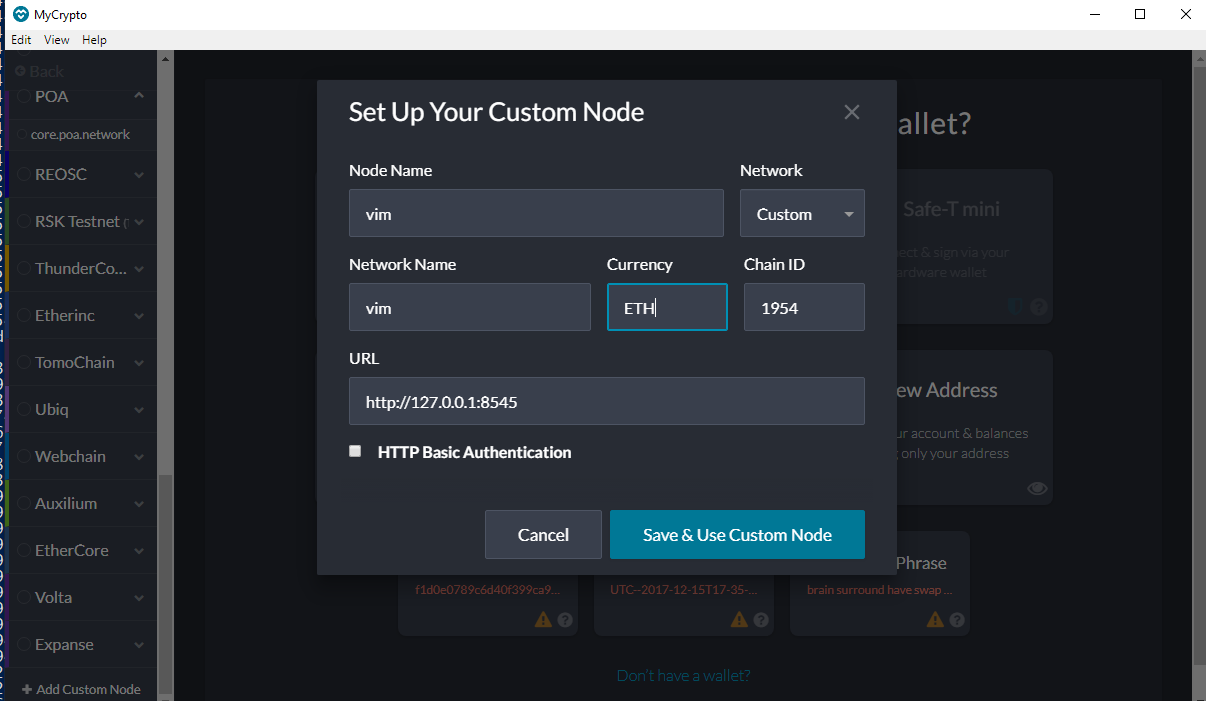 MyCrypto
Edit View Help
Back
POA
core.poa.network
REOSC
RSK Testnet (
ThunderCo...
Etherinc
TomoChain
Ubiq
Webchain
Auxilium
EtherCore
Volta
Expanse
+ Add Custom Node
allet?
Safe-T mini
ect & sign via your
ardware wallet
ew Address
ur account & balances
only your address
Set Up Your Custom Node
Node Name
Network
vim
Custom
Network Name
Currency
Chain ID
vim
ETH
1954
URL
http://127.0.0.1:8545
HTTP Basic Authentication
Cancel
Save & Use Custom Node
Phrase
f1d0e0789c6d40f399ca9...
UTC--2017-12-15T17-35-...
brain surround have swap ...
Don't have a wallet?